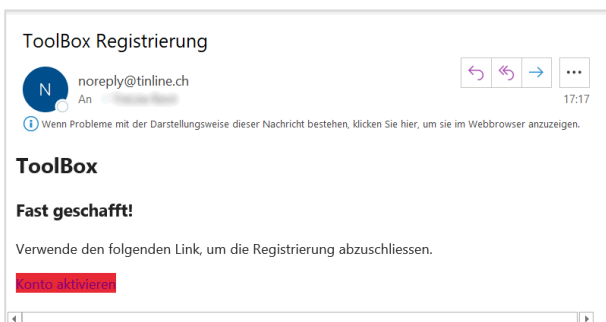 ToolBox Registrierung
N
noreply@tinline.ch
An
17:17
Wenn Probleme mit der Darstellungsweise dieser Nachricht bestehen, klicken Sie hier, um sie im Webbrowser anzuzeigen.
ToolBox
Fast geschafft!
Verwende den folgenden Link, um die Registrierung abzuschliessen.
Konto aktivieren